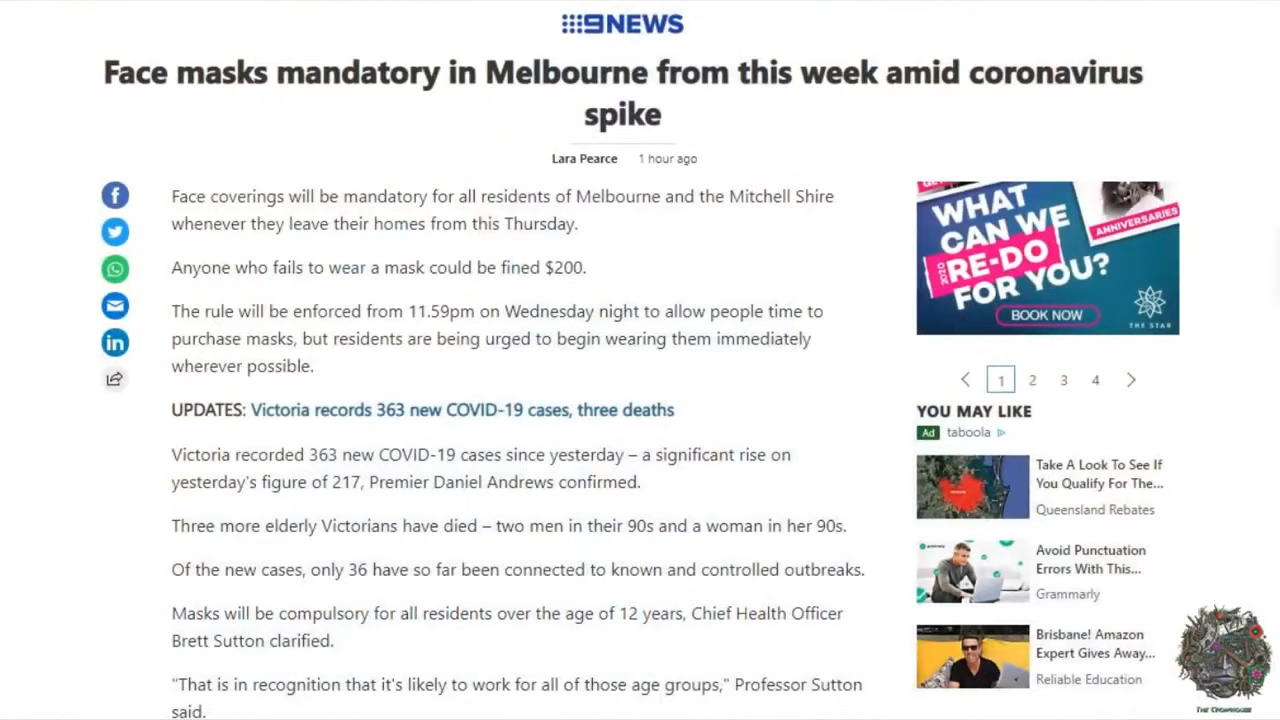 9NEWS
Face masks mandatory in Melbourne from this week amid coronavirus
spike
Lara Pearce 1 hour ago
Face coverings will be mandatory for all residents of Melbourne and the Mitchell Shire
whenever they leave their homes from this Thursday.
Anyone who fails to wear a mask could be fined $200.
The rule will be enforced from 11.59pm on Wednesday night to allow people time to
purchase masks, but residents are being urged to begin wearing them immediately
wherever possible.
UPDATES: Victoria records 363 new COVID-19 cases, three deaths
Victoria recorded 363 new COVID-19 cases since yesterday – a significant rise on
yesterday's figure of 217, Premier Daniel Andrews confirmed.
Three more elderly Victorians have died – two men in their 90s and a woman in her 90s.
Of the new cases, only 36 have so far been connected to known and controlled outbreaks.
Masks will be compulsory for all residents over the age of 12 years, Chief Health Officer
Brett Sutton clarified.
"That is in recognition that it's likely to work for all of those age groups," Professor Sutton
said.
WHAT
CAN WE
2020
RE-DO
FOR YOU?
ANNIVERSARIES
BOOK NOW
THE STAR
1 2 3 4
YOU MAY LIKE
Ad taboola
Take A Look To See If
You Qualify For The...
Queensland Rebates
Avoid Punctuation
Errors With This...
Grammarly
Brisbane! Amazon
Expert Gives Away...
Reliable Education
THE CROWHOUSE